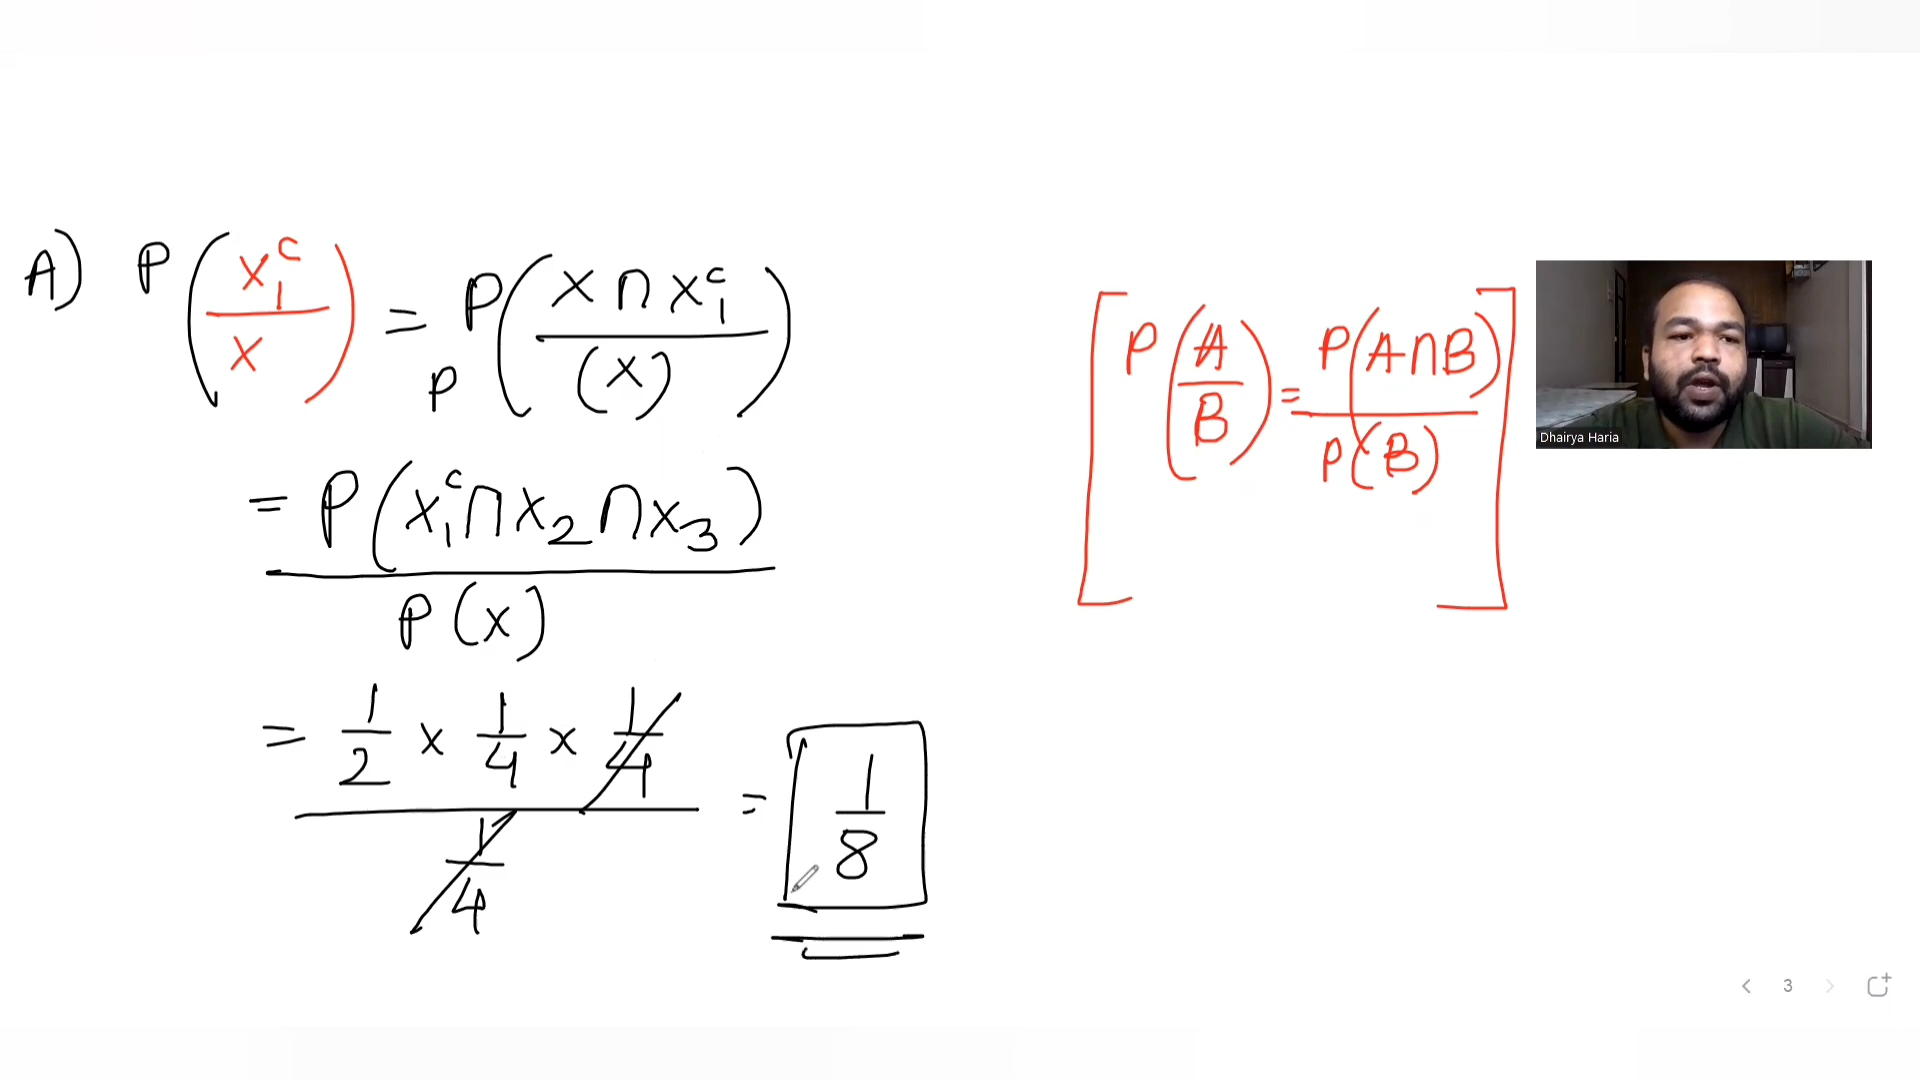 A) P(x₁ᶜ/x) = P(x∩x₁ᶜ)/P(x)
= P(x₁ᶜ∩x₂∩x₃)
P(x)
= 1/2 x 1/4 x 1/4 / 1/4 = 1/8
[P(A/B) = P(A∩B)/P(B)]
Dhairya Haria
3